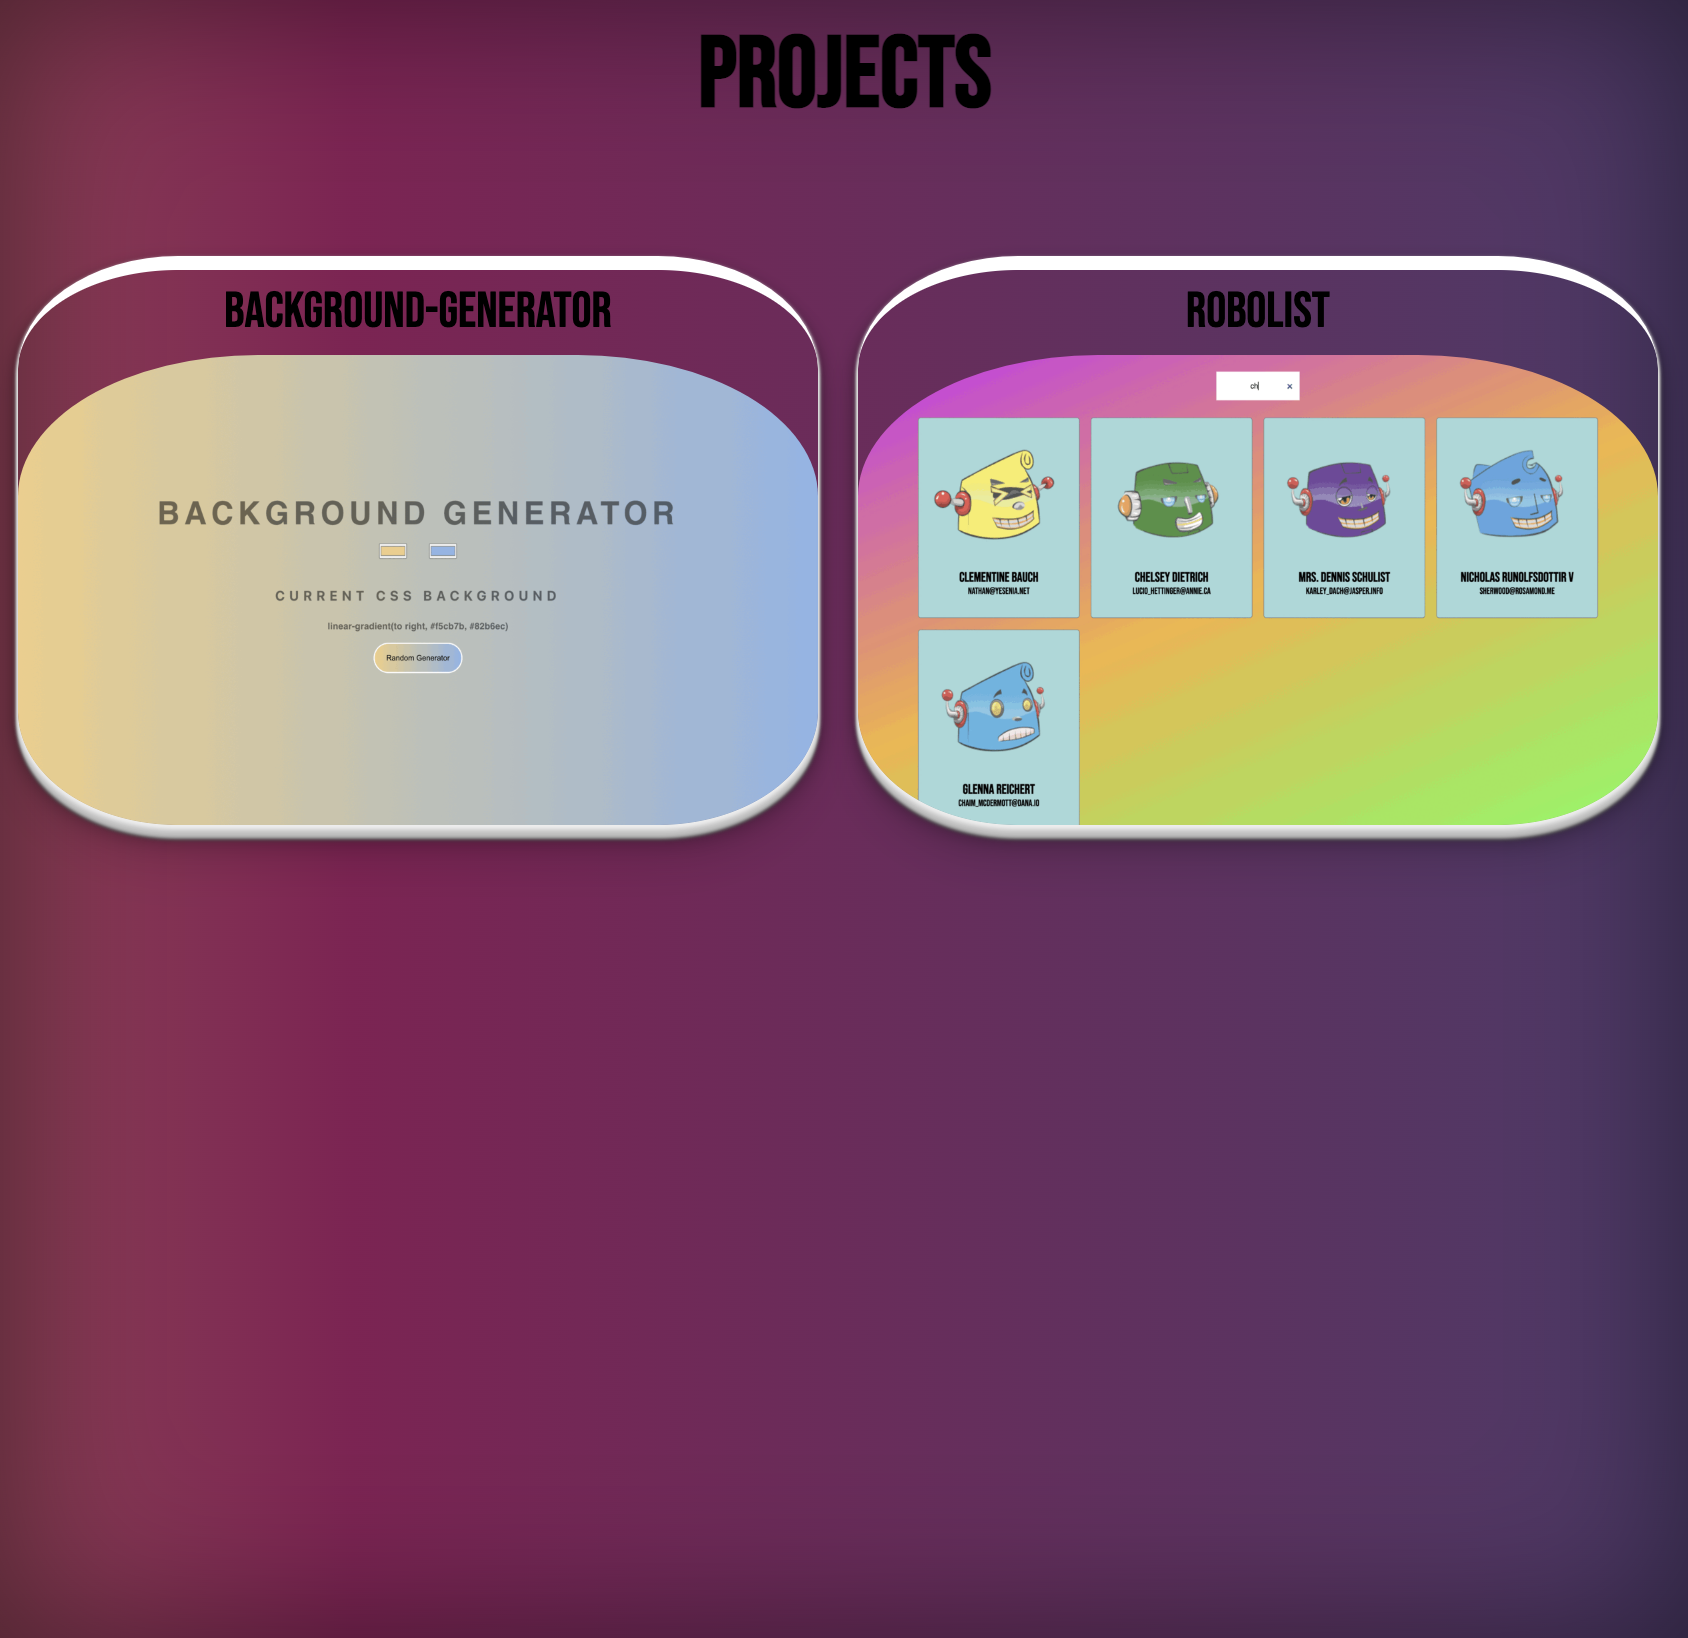 PROJECTS
BACKGROUND-GENERATOR
BACKGROUND GENERATOR
CURRENT CSS BACKGROUND
linear-gradient(to right, #f5cb7b, #82b6ec)
Random Generator
ROBOLIST
ch
CLEMENTINE BAUCH
NATHAN@YESENIA.NET
CHELSEY DIETRICH
LUCIO_HETTINGER@ANNIE.CA
MRS. DENNIS SCHULIST
KARLEY_DACH@JASPER.INFO
NICHOLAS RUNOLFSDOTTIR V
SHERWOOD@ROSAMOND.ME
GLENNA REICHERT
CHAIM_MCDERMOTT@DANA.IO